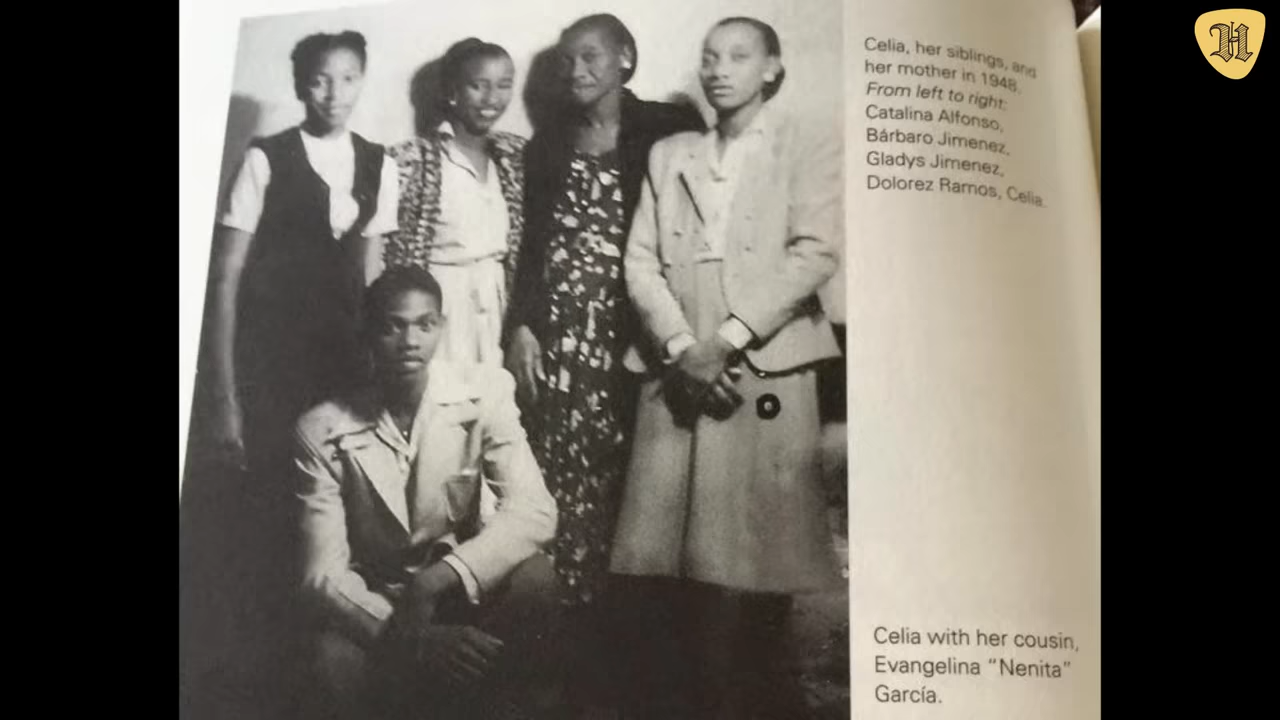 Celia, her siblings, and
her mother in 1948.
From left to right:
Catalina Alfonso,
Bárbaro Jimenez,
Gladys Jimenez,
Dolorez Ramos, Celia.
Celia with her cousin,
Evangelina “Nenita”
García.
H